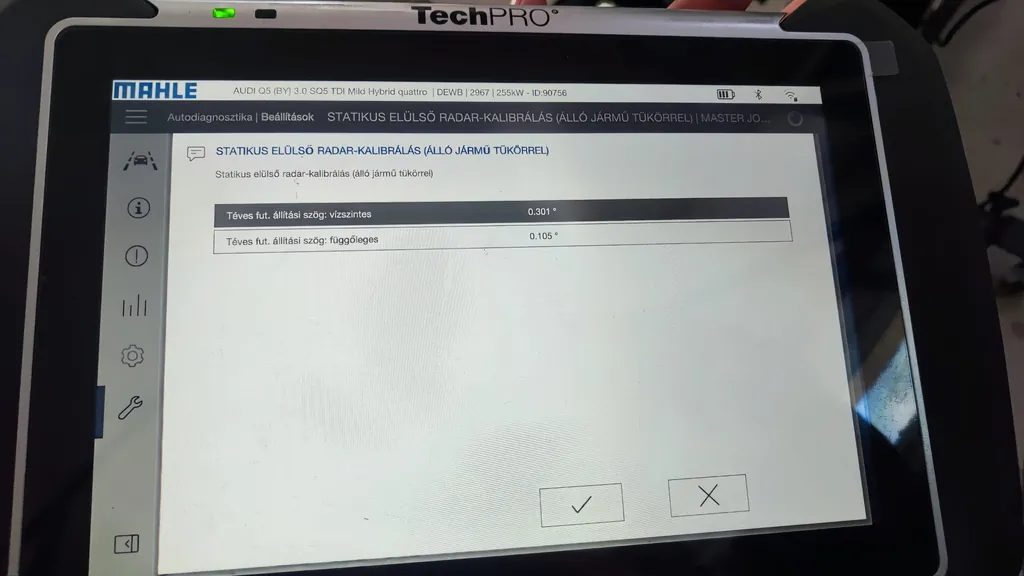 TechPRO®
MAHLE AUDI Q5 (BY) 3.0 SQ5 TDI Mild Hybrid quattro | DEWB | 2967 | 255kW - ID:90756
Autodiagnosztika | Beállítások STATIKUS ELÜLSŐ RADAR-KALIBRÁLÁS (ÁLLÓ JÁRMŰ TÜKÖRREL) | MASTER JO...
STATIKUS ELÜLSŐ RADAR-KALIBRÁLÁS (ÁLLÓ JÁRMŰ TÜKÖRREL)
Statikus elülső radar-kalibrálás (álló jármű tükörrel)
Téves fut. állítási szög: vízszintes 0.301 °
Téves fut. állítási szög: függőleges 0.105 °